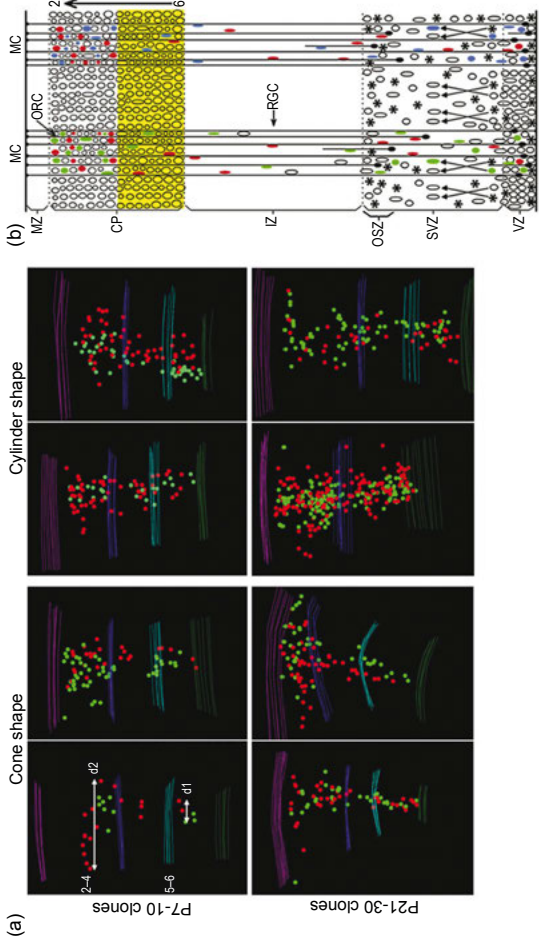 (a)
Cone shape
Cylinder shape
P7-10 clones
2–4
d2
5–6
d1
P21-30 clones
(b)
MC
MC
2
6
MZ
ORC
CP
IZ
RGC
OSZ
SVZ
VZ